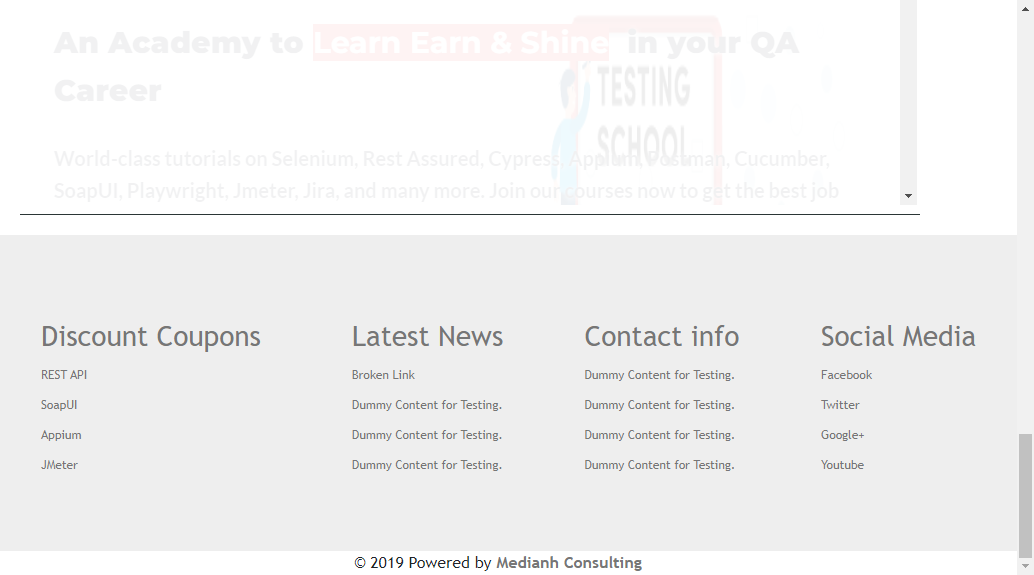 An Academy to Learn Earn & Shine in your QA
Career
TESTING
SCHOOL
World-class tutorials on Selenium, Rest Assured, Cypress, Appium, Postman, Cucumber,
SoapUI, Playwright, Jmeter, Jira, and many more. Join our courses now to get the best job
Discount Coupons
REST API
SoapUI
Appium
JMeter
Latest News
Broken Link
Dummy Content for Testing.
Dummy Content for Testing.
Dummy Content for Testing.
Contact info
Dummy Content for Testing.
Dummy Content for Testing.
Dummy Content for Testing.
Dummy Content for Testing.
Social Media
Facebook
Twitter
Google+
Youtube
© 2019 Powered by Medianh Consulting